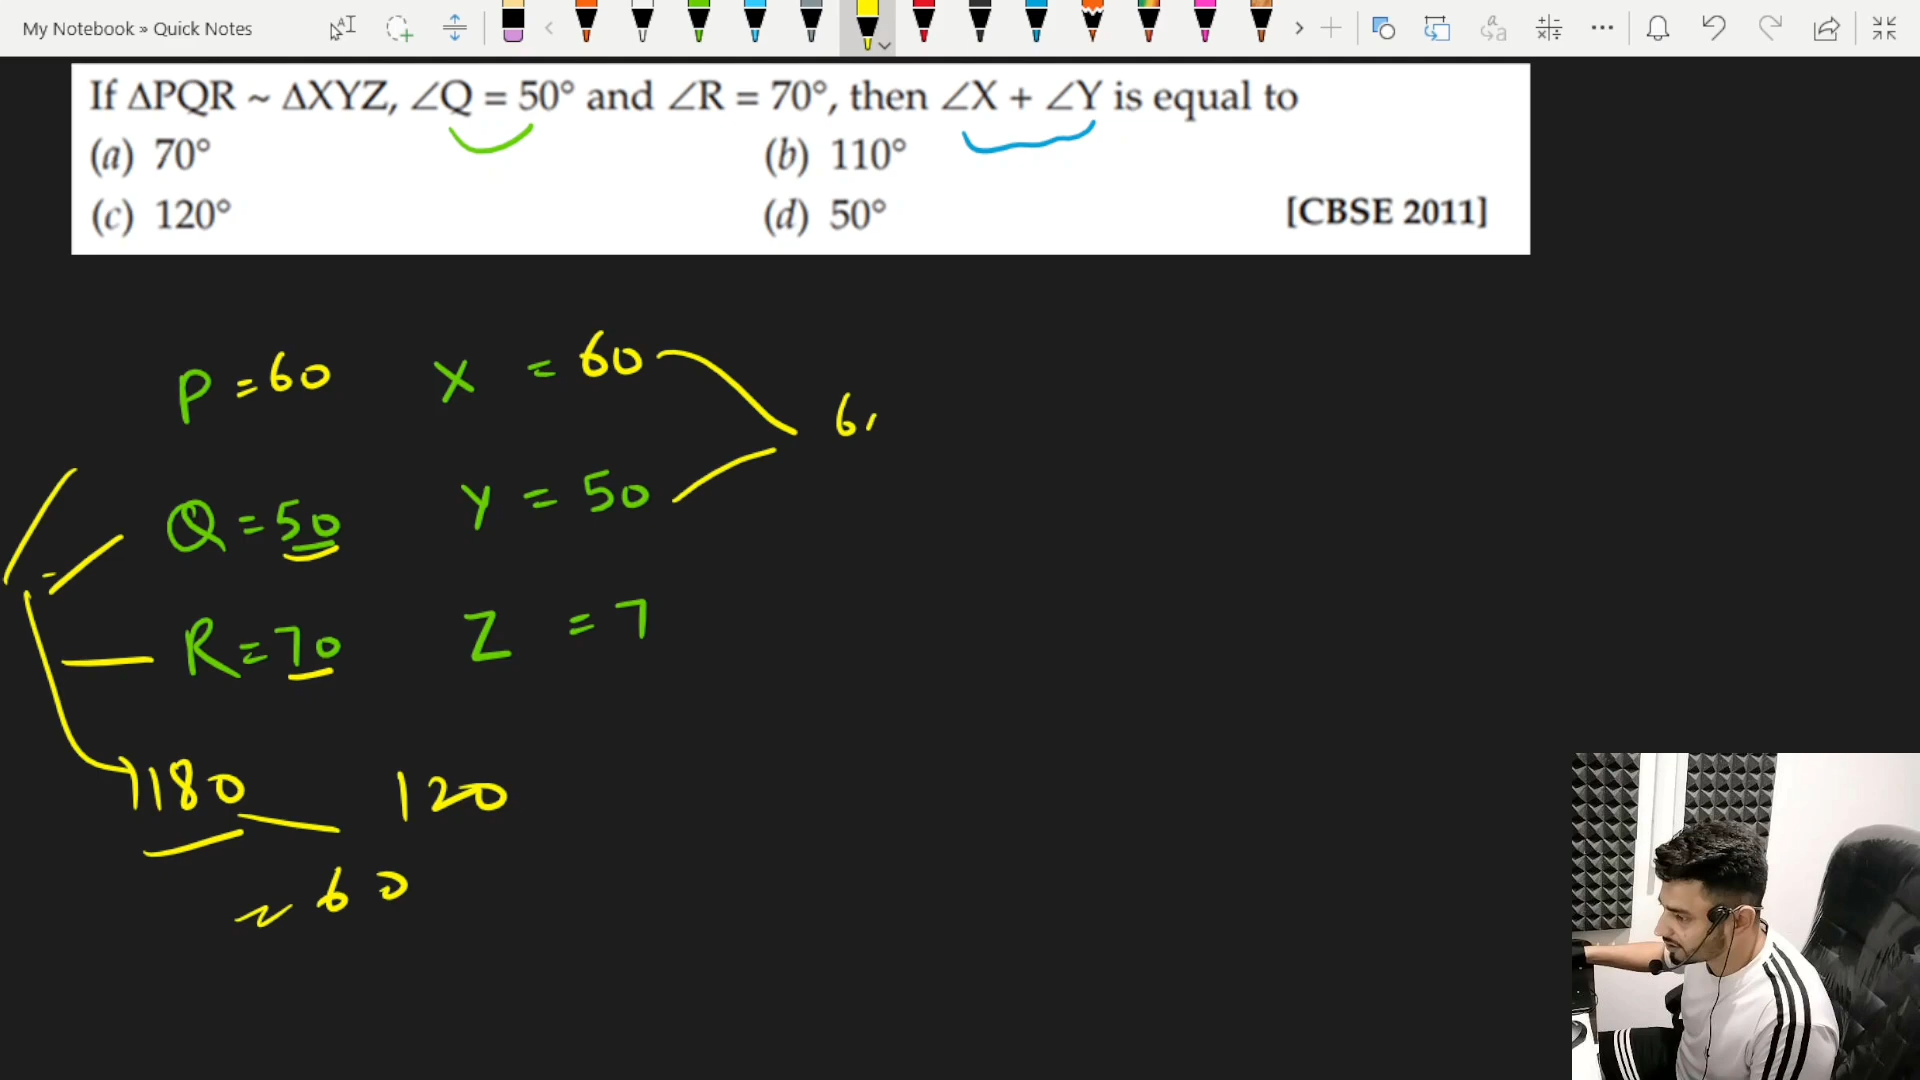 My Notebook » Quick Notes
If ΔPQR ~ ΔXYZ, ∠Q = 50° and ∠R = 70°, then ∠X + ∠Y is equal to
(a) 70° (b) 110°
(c) 120° (d) 50° [CBSE 2011]
P = 60 X = 60
6
Q = 50 Y = 50
R = 70 Z = 7
180 120
= 60